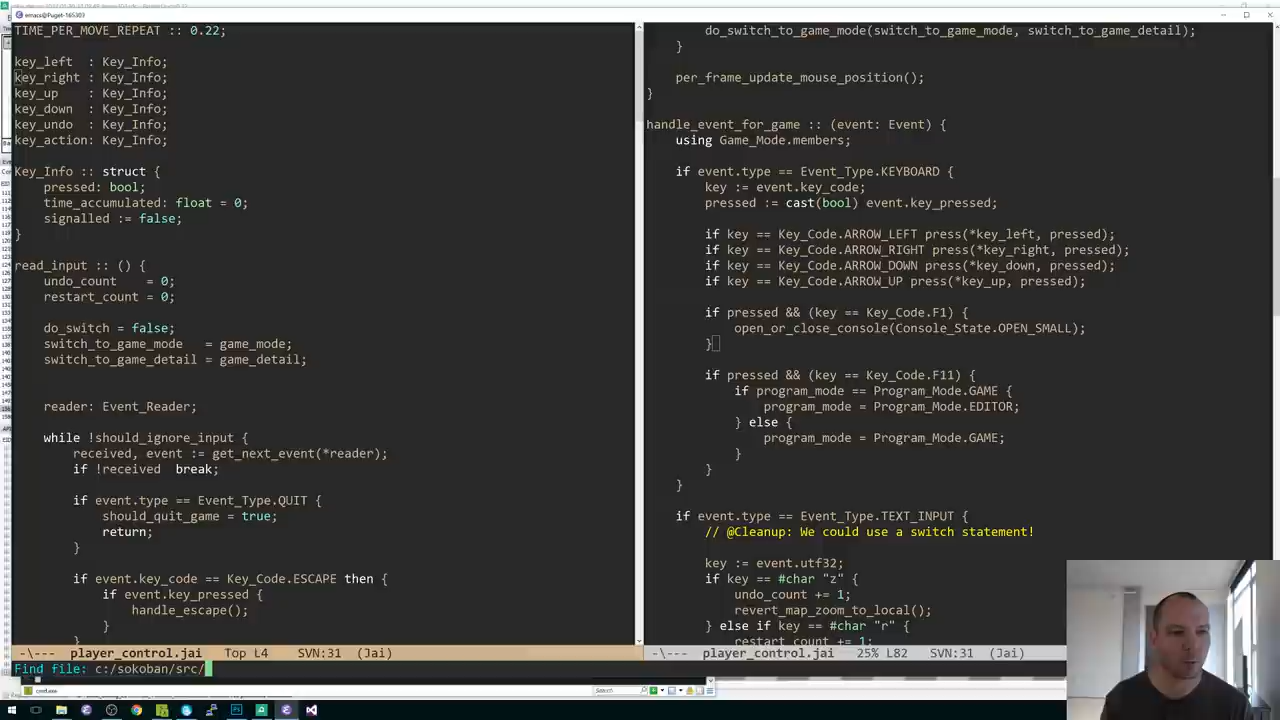 emacs@Puget-165303
TIME_PER_MOVE_REPEAT :: 0.22;
key_left  : Key_Info;
key_right : Key_Info;
key_up    : Key_Info;
key_down  : Key_Info;
key_undo  : Key_Info;
key_action: Key_Info;
Key_Info :: struct {
pressed: bool;
time_accumulated: float = 0;
signalled := false;
}
read_input :: () {
undo_count    = 0;
restart_count = 0;
do_switch = false;
switch_to_game_mode   = game_mode;
switch_to_game_detail = game_detail;
reader: Event_Reader;
while !should_ignore_input {
received, event := get_next_event(*reader);
if !received  break;
if event.type == Event_Type.QUIT {
should_quit_game = true;
return;
}
if event.key_code == Key_Code.ESCAPE then {
if event.key_pressed {
handle_escape();
}
}
-\---  player_control.jai   Top L4   SVN:31   (Jai)
do_switch_to_game_mode(switch_to_game_mode, switch_to_game_detail);
}
per_frame_update_mouse_position();
}
handle_event_for_game :: (event: Event) {
using Game_Mode.members;
if event.type == Event_Type.KEYBOARD {
key := event.key_code;
pressed := cast(bool) event.key_pressed;
if key == Key_Code.ARROW_LEFT press(*key_left, pressed);
if key == Key_Code.ARROW_RIGHT press(*key_right, pressed);
if key == Key_Code.ARROW_DOWN press(*key_down, pressed);
if key == Key_Code.ARROW_UP press(*key_up, pressed);
if pressed && (key == Key_Code.F1) {
open_or_close_console(Console_State.OPEN_SMALL);
}
if pressed && (key == Key_Code.F11) {
if program_mode == Program_Mode.GAME {
program_mode = Program_Mode.EDITOR;
} else {
program_mode = Program_Mode.GAME;
}
}
}
if event.type == Event_Type.TEXT_INPUT {
// @Cleanup: We could use a switch statement!
key := event.utf32;
if key == #char "z" {
undo_count += 1;
revert_map_zoom_to_local();
} else if key == #char "r" {
restart_count += 1;
-\---  player_control.jai   25% L82   SVN:31   (Jai)
Find file: c:/sokoban/src/
cmd.exe
Search